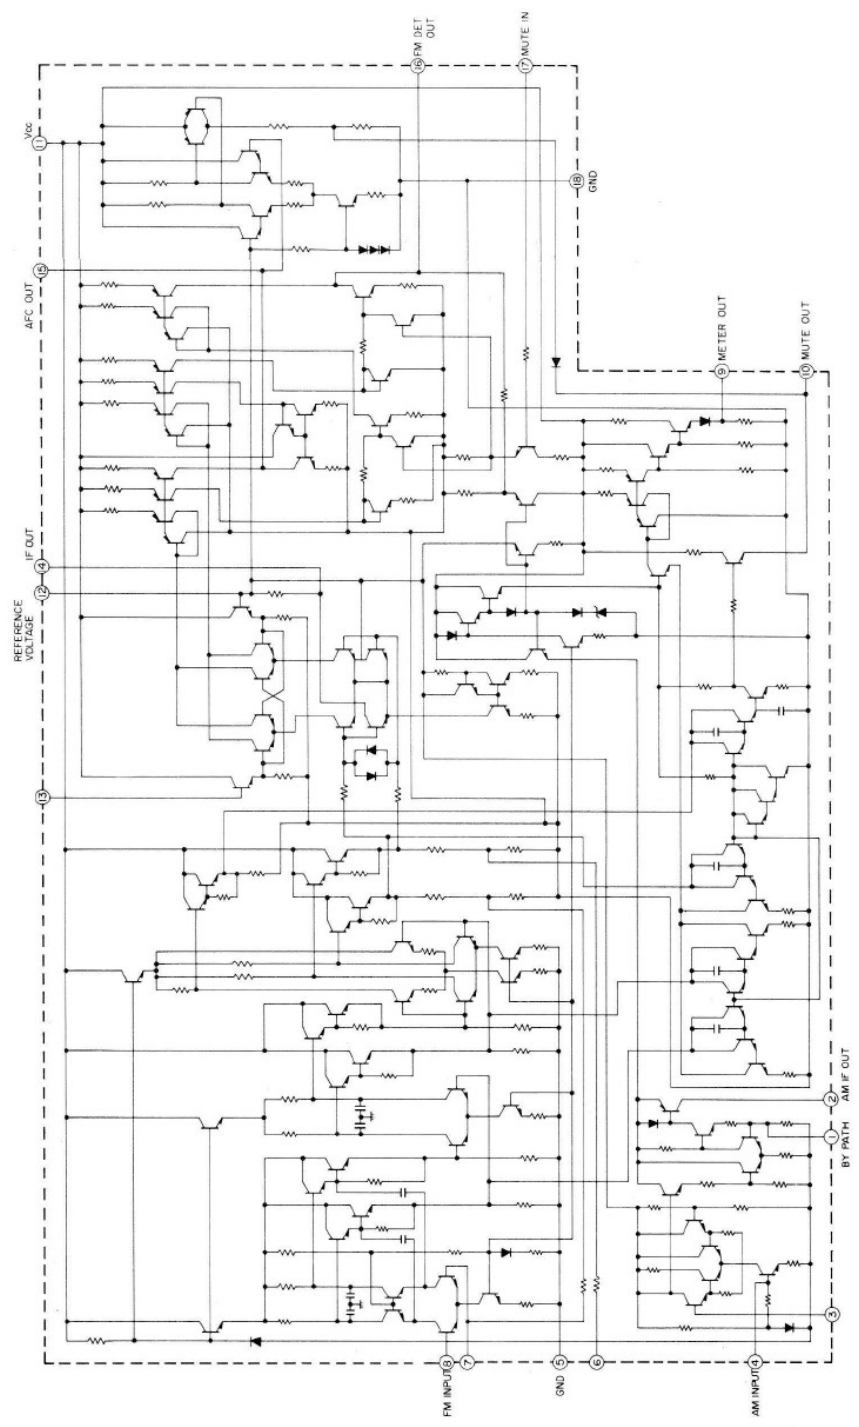 FM DET OUT
16
MUTE IN
17
Vcc
11
GND
18
AFC OUT
15
METER OUT
9
MUTE OUT
10
IF OUT
14
12
REFERENCE VOLTAGE
13
AM IF OUT
2
BY PATH
1
3
FM INPUT
8
7
GND
5
6
AM INPUT
4